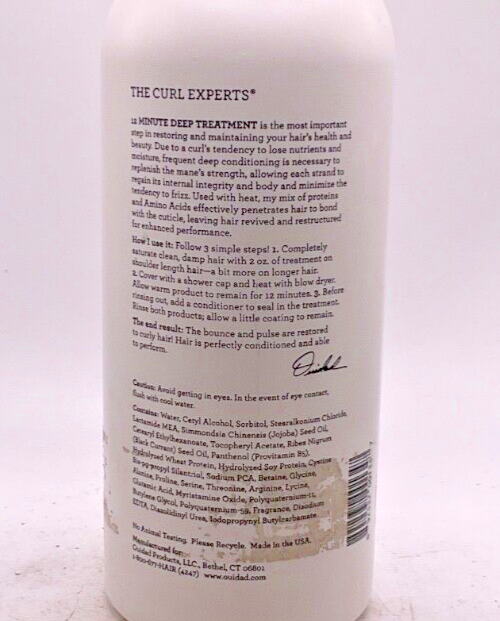 THE CURL EXPERTS®
12 MINUTE DEEP TREATMENT is the most important
step in restoring and maintaining your hair's health and
beauty. Due to a curl's tendency to lose nutrients and
moisture, frequent deep conditioning is necessary to
replenish the mane's strength, allowing each strand to
regain its internal integrity and body and minimize the
tendency to frizz. Used with heat, my mix of proteins
and Amino Acids effectively penetrates hair to bond
with the cuticle, leaving hair revived and restructured
for enhanced performance.
How I use it: Follow 3 simple steps! 1. Completely
saturate clean, damp hair with 2 oz. of treatment on
shoulder length hair—a bit more on longer hair.
2. Cover with a shower cap and heat with blow dryer.
Allow warm product to remain for 12 minutes. 3. Before
rinsing out, add a conditioner to seal in the treatment.
Rinse both products; allow a little coating to remain.
The end result: The bounce and pulse are restored
to curly hair! Hair is perfectly conditioned and able
to perform.
Ouidad
Caution: Avoid getting in eyes. In the event of eye contact,
flush with cool water.
Contains: Water, Cetyl Alcohol, Sorbitol, Stearalkonium Chloride,
MEA, Simmondsia Chinensis (Jojoba) Seed Oil,
Cetearyl Ethylhexanoate, Tocopheryl Acetate, Ribes Nigrum
(Black Currant) Seed Oil, Panthenol (Provitamin B5),
Hydrolyzed Wheat Protein, Hydrolyzed Soy Protein, Cystine
Silantriol, Sodium PCA, Betaine, Glycine,
Alanine, Proline, Serine, Threonine, Arginine, Lycine,
Glutamic Acid, Myristamine Oxide, Polyquaternium-11,
Butylene Glycol, Polyquaternium-59, Fragrance, Disodium
EDTA, Diazolidinyl Urea, Iodopropynyl Butylcarbamate.
No Animal Testing. Please Recycle. Made in the USA.
Manufactured for:
Ouidad Products, LLC., Bethel, CT 06801
1-800-677-HAIR (4247) www.ouidad.com